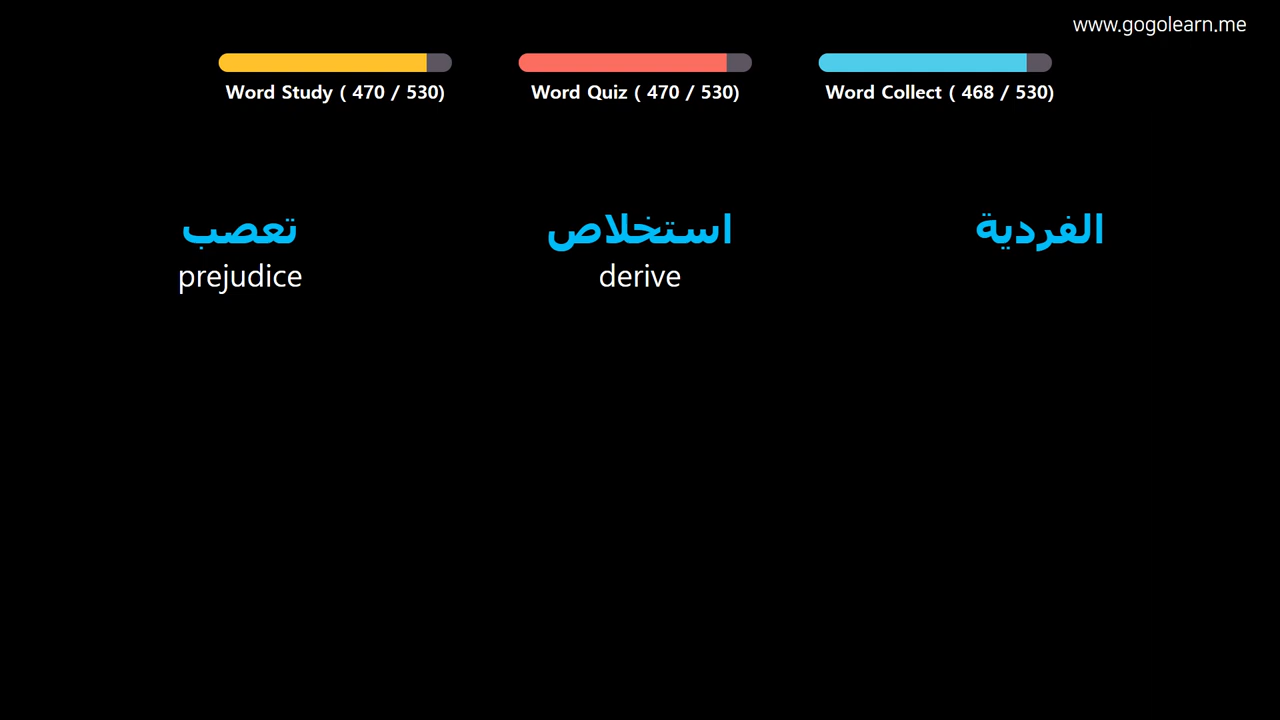 www.gogolearn.me
Word Study ( 470 / 530)
Word Quiz ( 470 / 530)
Word Collect ( 468 / 530)
تعصب
prejudice
استخلاص
derive
الفردية